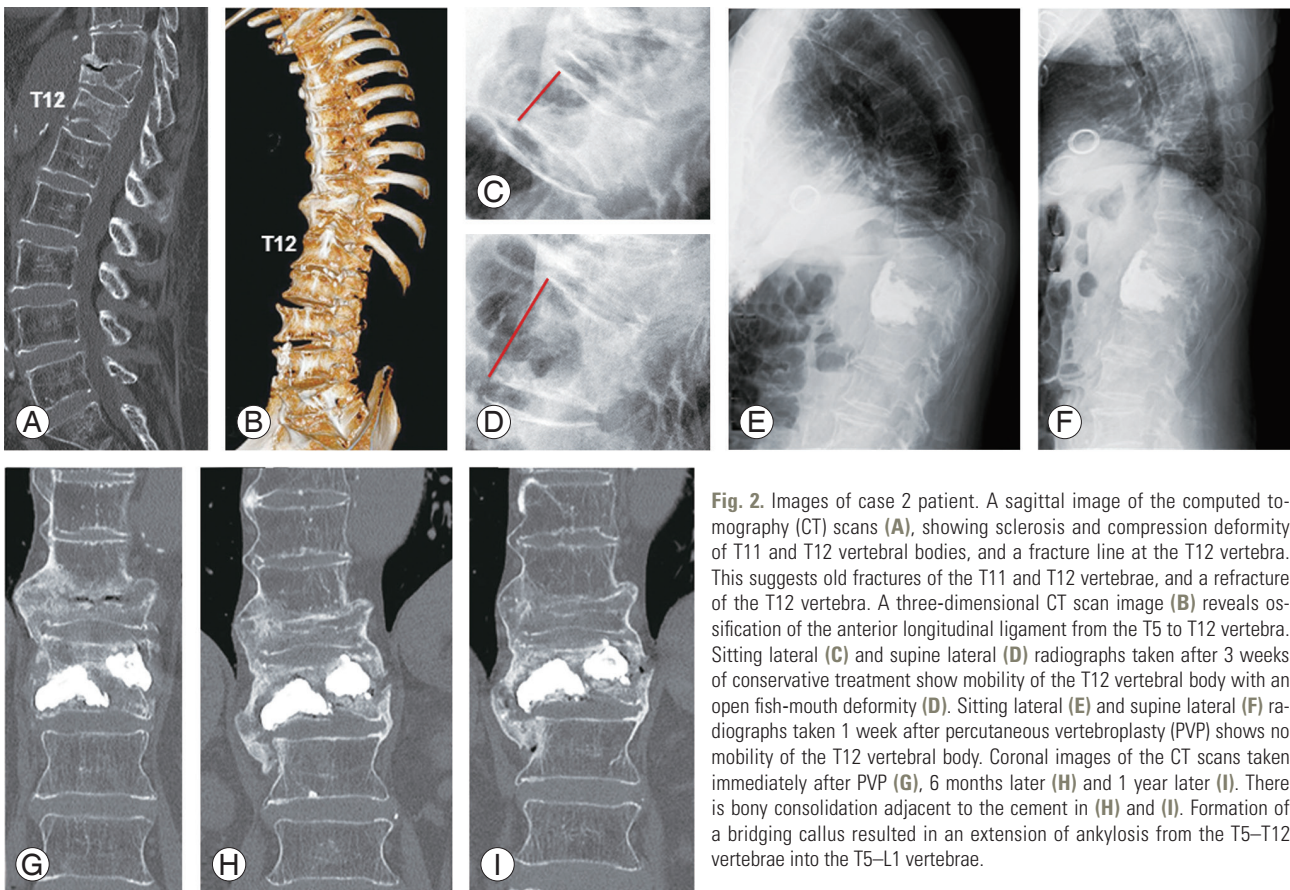 T12
A
T12
B
C
D
E
F
G
H
I
Fig. 2. Images of case 2 patient. A sagittal image of the computed to-
mography (CT) scans (A), showing sclerosis and compression deformity
of T11 and T12 vertebral bodies, and a fracture line at the T12 vertebra.
This suggests old fractures of the T11 and T12 vertebrae, and a refracture
of the T12 vertebra. A three-dimensional CT scan image (B) reveals os-
sification of the anterior longitudinal ligament from the T5 to T12 vertebra.
Sitting lateral (C) and supine lateral (D) radiographs taken after 3 weeks
of conservative treatment show mobility of the T12 vertebral body with an
open fish-mouth deformity (D). Sitting lateral (E) and supine lateral (F) ra-
diographs taken 1 week after percutaneous vertebroplasty (PVP) shows no
mobility of the T12 vertebral body. Coronal images of the CT scans taken
immediately after PVP (G), 6 months later (H) and 1 year later (I). There
is bony consolidation adjacent to the cement in (H) and (I). Formation of
a bridging callus resulted in an extension of ankylosis from the T5–T12
vertebrae into the T5–L1 vertebrae.